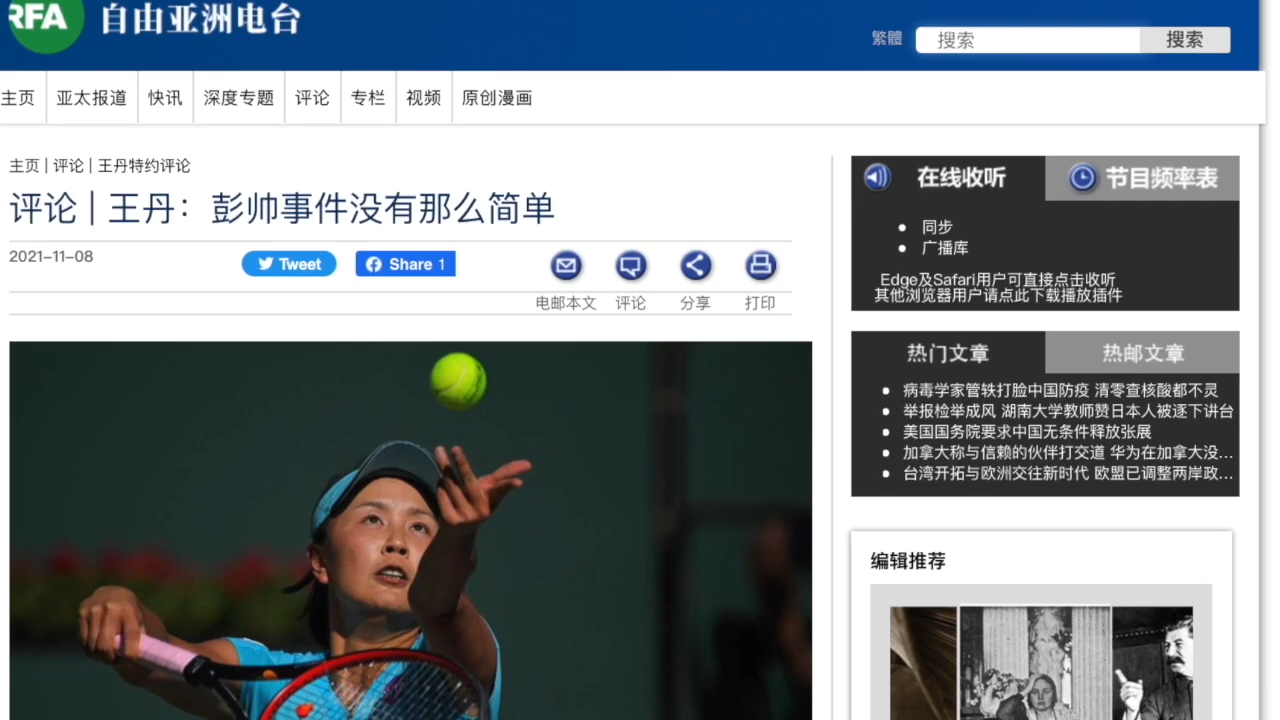 RFA 自由亚洲电台
繁體 搜索 搜索
主页 亚太报道 快讯 深度专题 评论 专栏 视频 原创漫画
主页 | 评论 | 王丹特约评论
评论 | 王丹：彭帅事件没有那么简单
2021-11-08
Tweet
Share 1
电邮本文 评论 分享 打印
在线收听 节目频率表
同步
广播库
Edge及Safari用户可直接点击收听
其他浏览器用户请点此下载播放插件
热门文章 热邮文章
病毒学家管轶打脸中国防疫 清零查核酸都不灵
举报检举成风 湖南大学教师赞日本人被逐下讲台
美国国务院要求中国无条件释放张展
加拿大称与信赖的伙伴打交道 华为在加拿大没...
台湾开拓与欧洲交往新时代 欧盟已调整两岸政...
编辑推荐